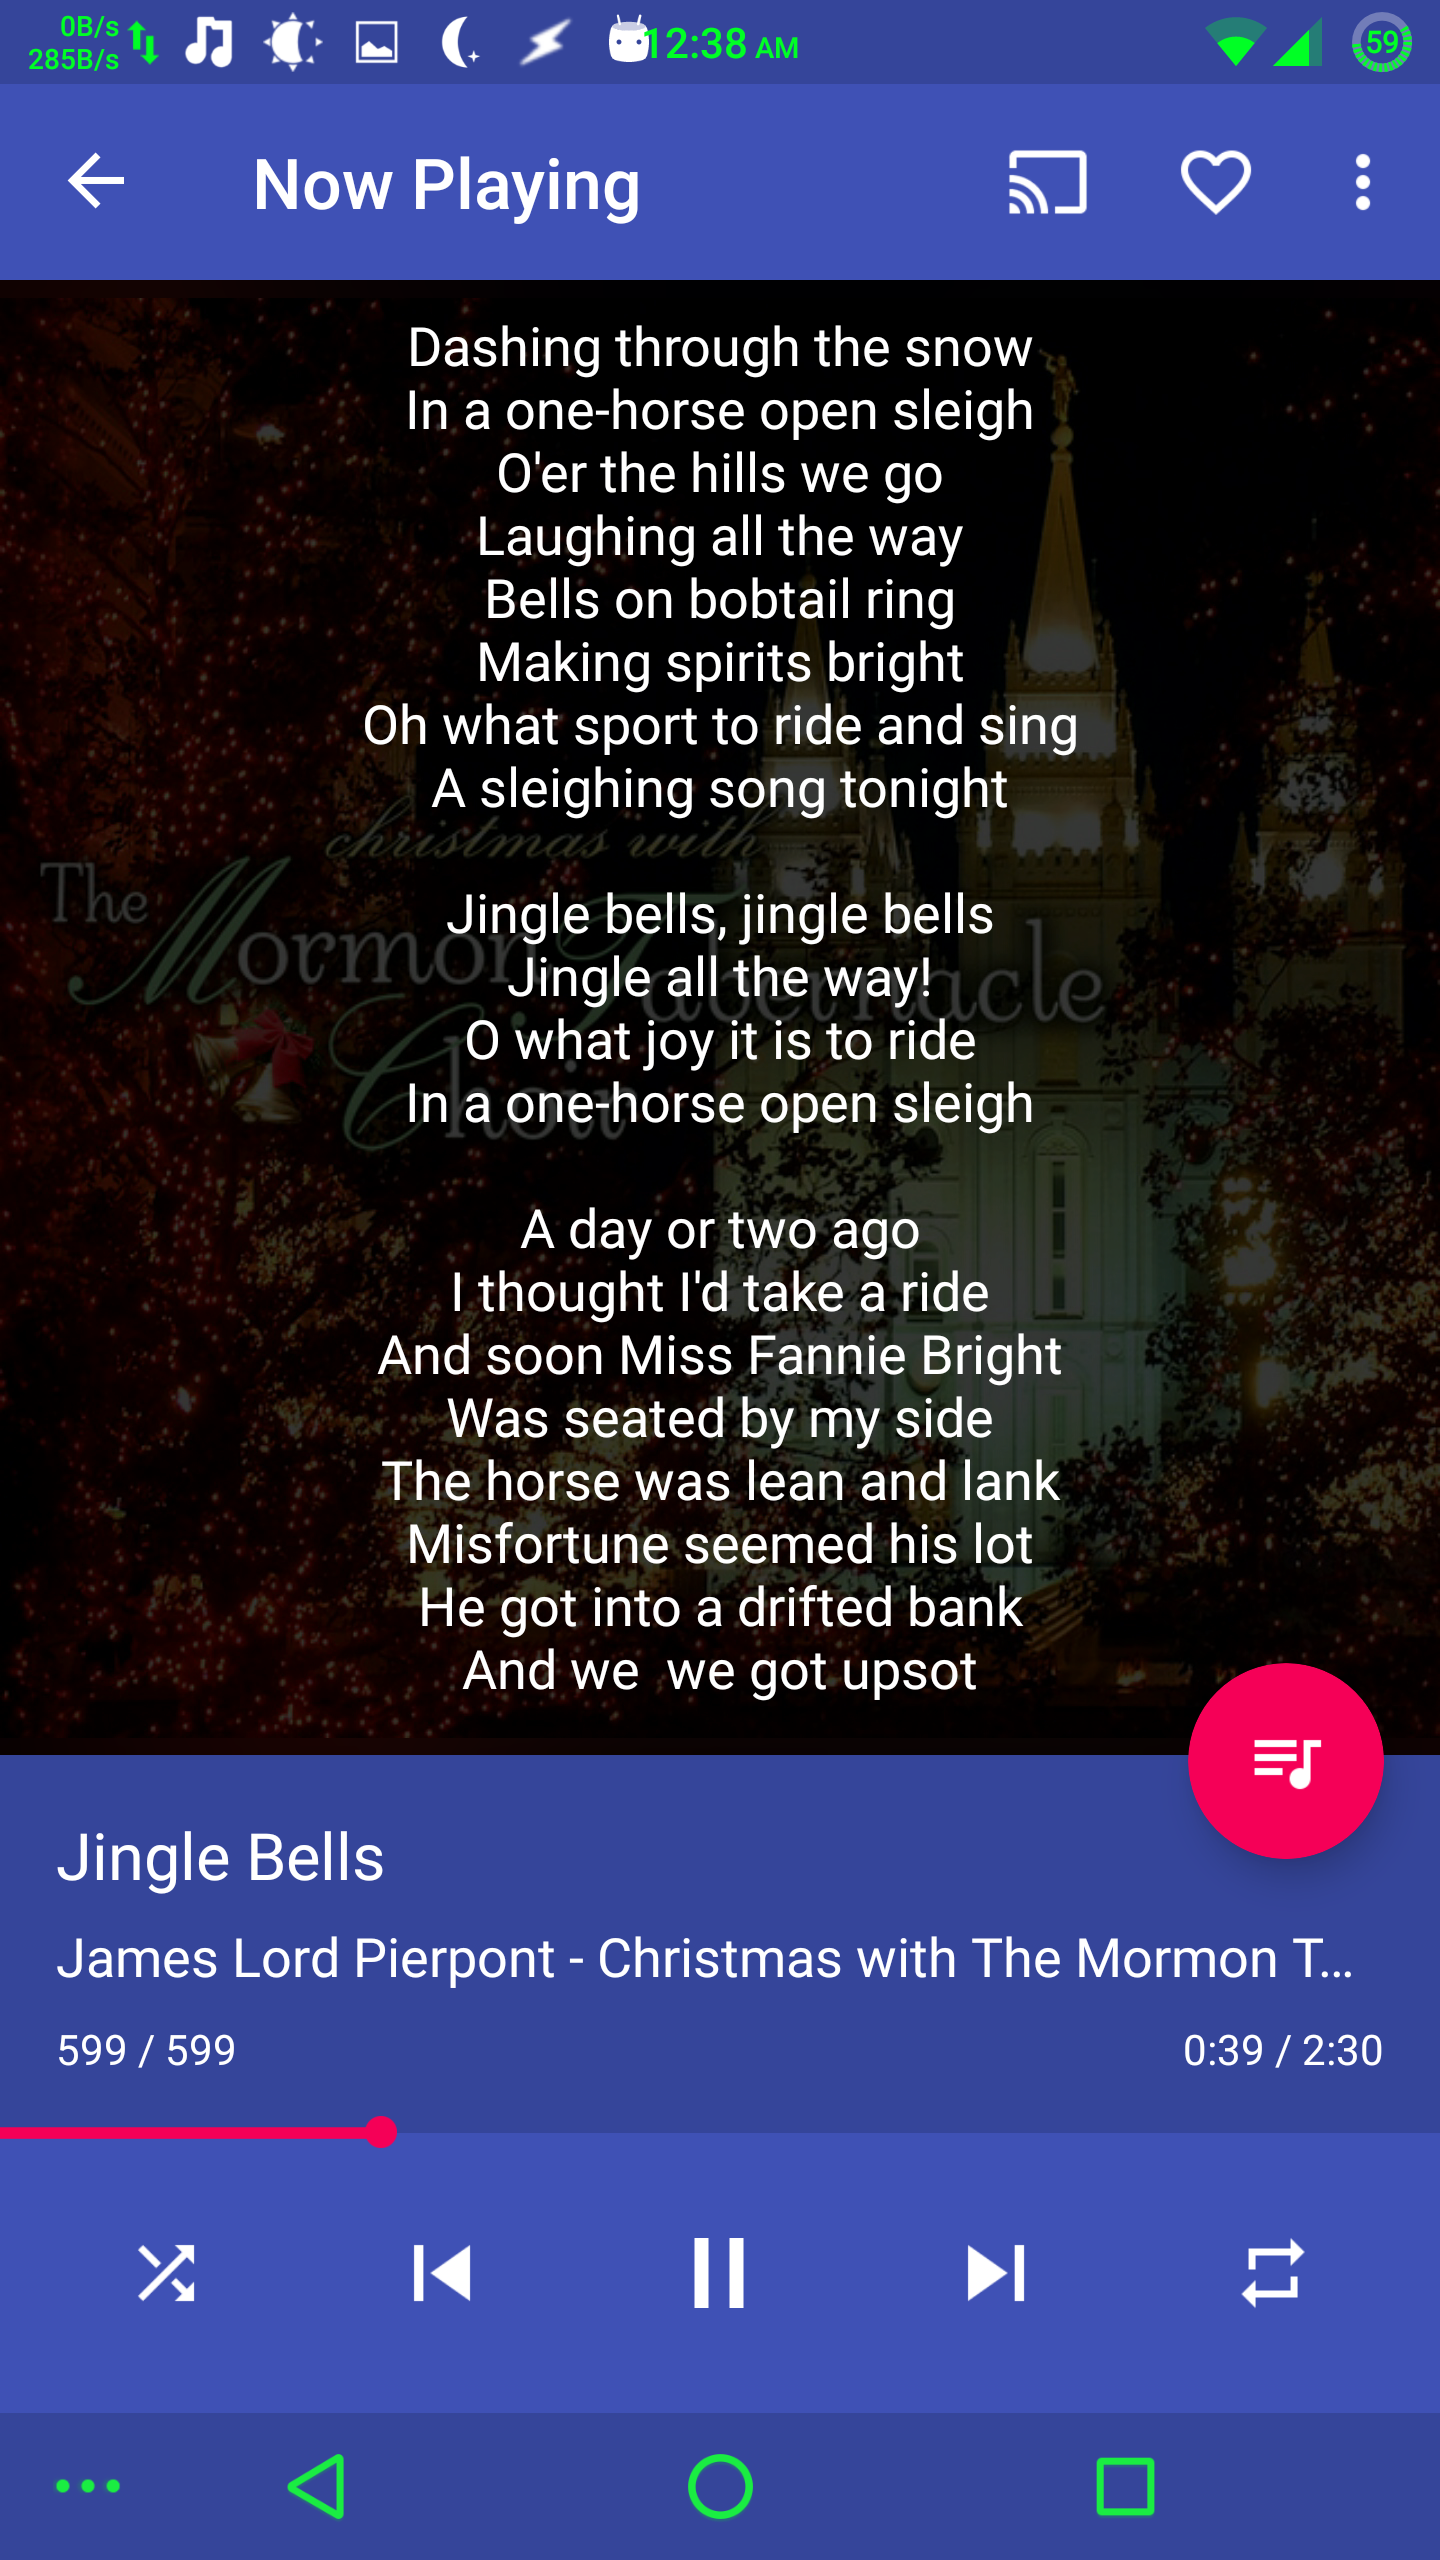 0B/s
285B/s
12:38 AM
59
Now Playing
Dashing through the snow
In a one-horse open sleigh
O'er the hills we go
Laughing all the way
Bells on bobtail ring
Making spirits bright
Oh what sport to ride and sing
A sleighing song tonight
christmas with
The Mormon Tabernacle
Choir
Jingle bells, jingle bells
Jingle all the way!
O what joy it is to ride
In a one-horse open sleigh
A day or two ago
I thought I'd take a ride
And soon Miss Fannie Bright
Was seated by my side
The horse was lean and lank
Misfortune seemed his lot
He got into a drifted bank
And we  we got upsot
Jingle Bells
James Lord Pierpont - Christmas with The Mormon T...
599 / 599
0:39 / 2:30